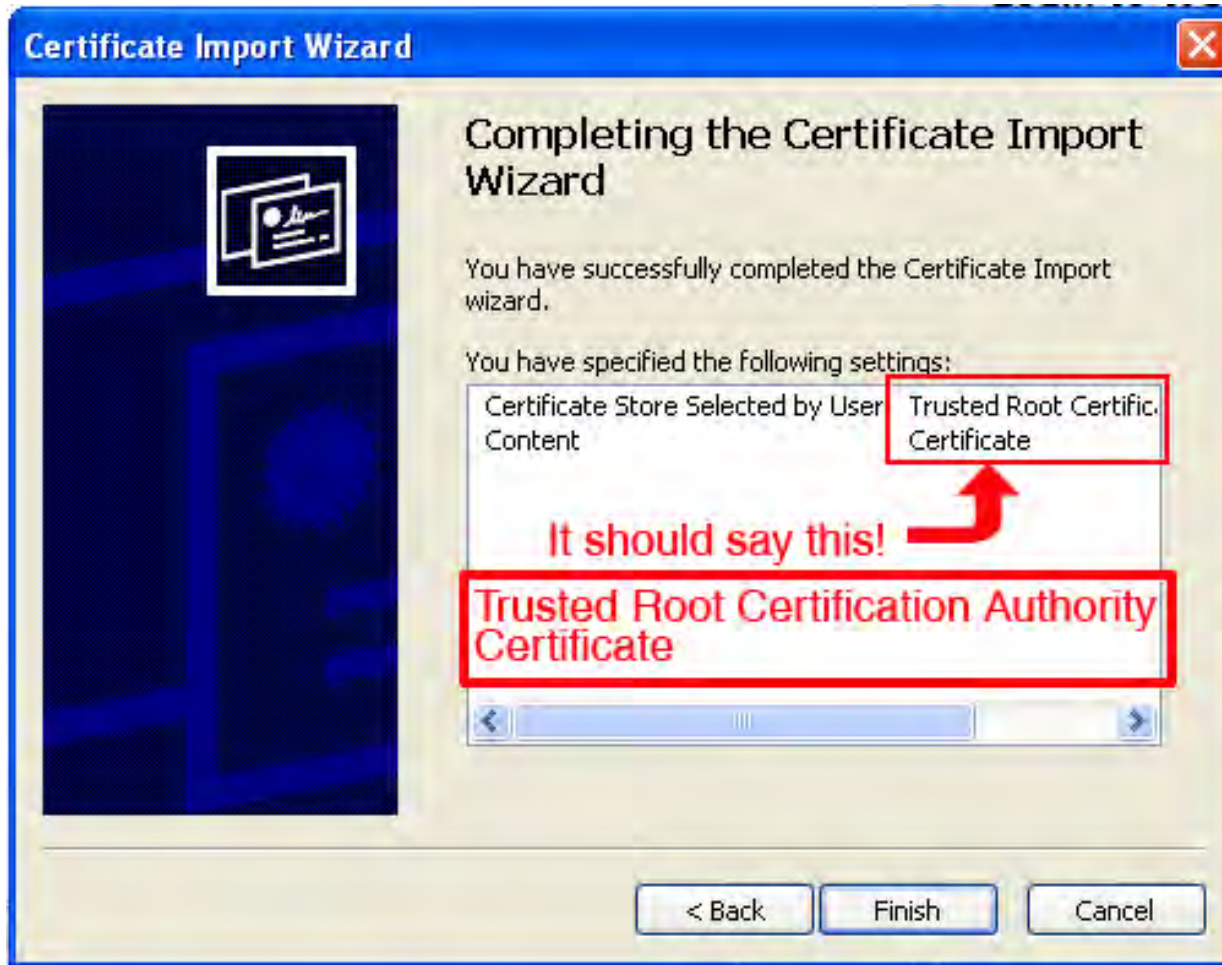 Certificate Import Wizard
Completing the Certificate Import
Wizard
You have successfully completed the Certificate Import
wizard.
You have specified the following settings:
Certificate Store Selected by User Trusted Root Certific
Content Certificate
It should say this!
Trusted Root Certification Authority
Certificate
< Back Finish Cancel